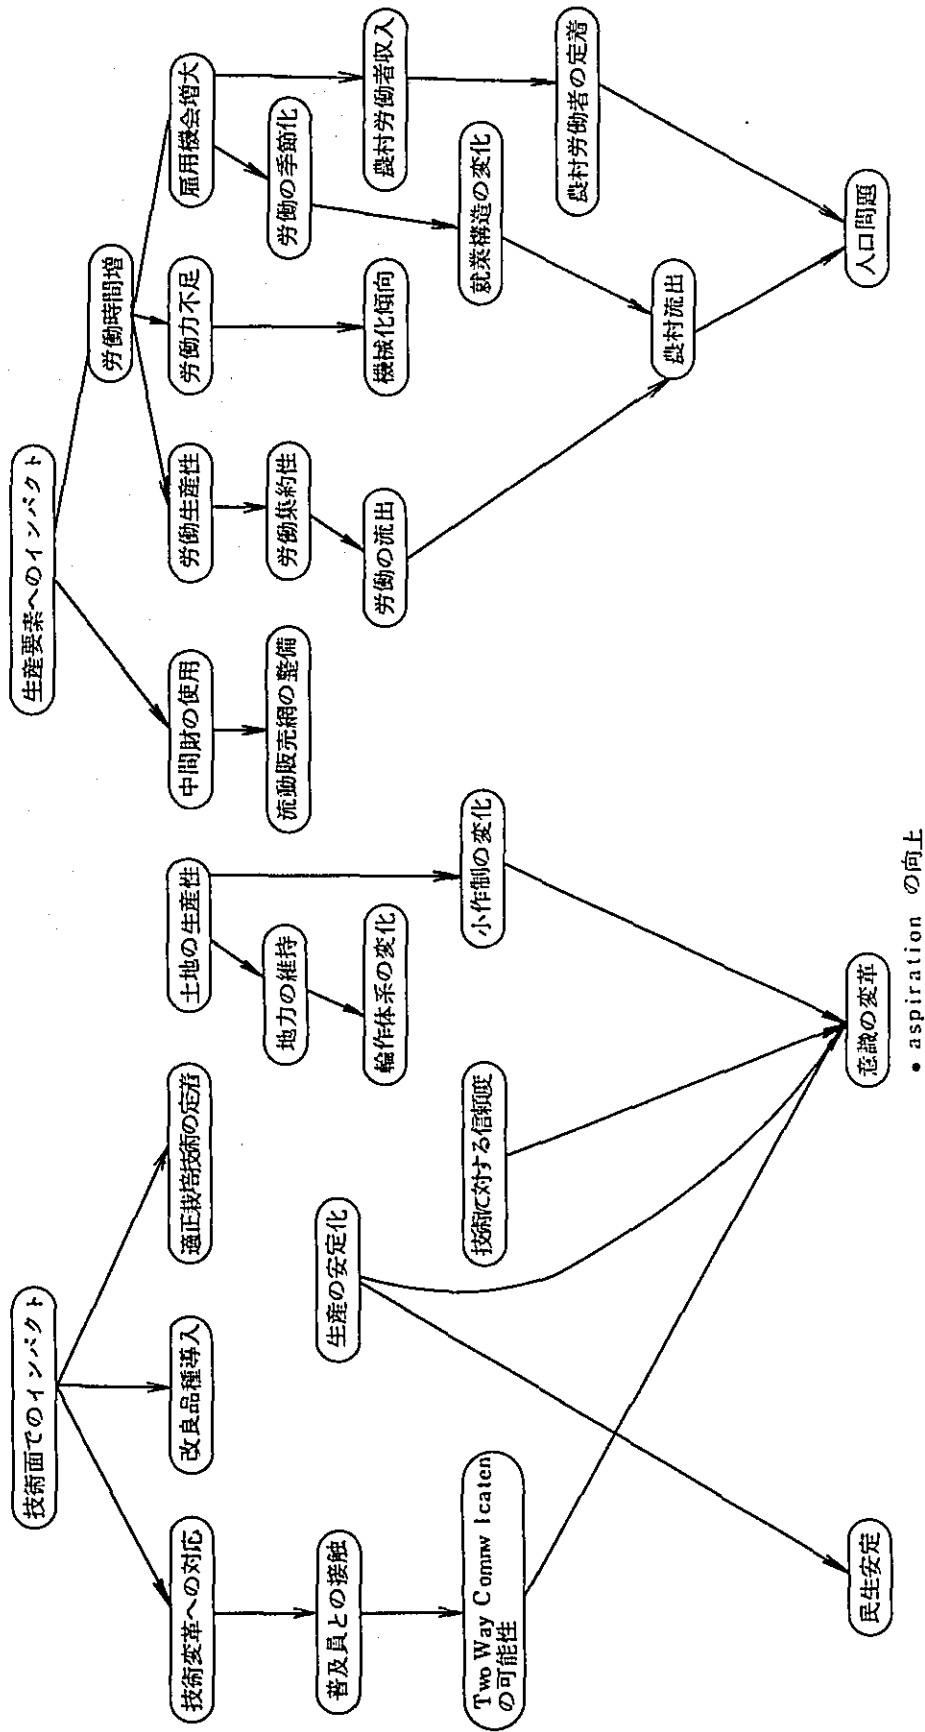 技術面でのインパクト
生産要素へのインパクト
労働時間増
技術変革への対応
改良品種導入
適正栽培技術の定着
土地の生産性
中間財の使用
労働生産性
労働力不足
雇用機会増大
地力の維持
流動販売網の整備
労働集約性
労働の季節化
普及員との接触
生産の安定化
輪作体系の変化
労働の流出
機械化傾向
農村労働者収入
Two Way Commw Icaten
の可能性
技術に対する信頼度
小作制の変化
就業構造の変化
農村労働者の定着
農村流出
民生安定
意識の変革
人口問題
• aspiration の向上